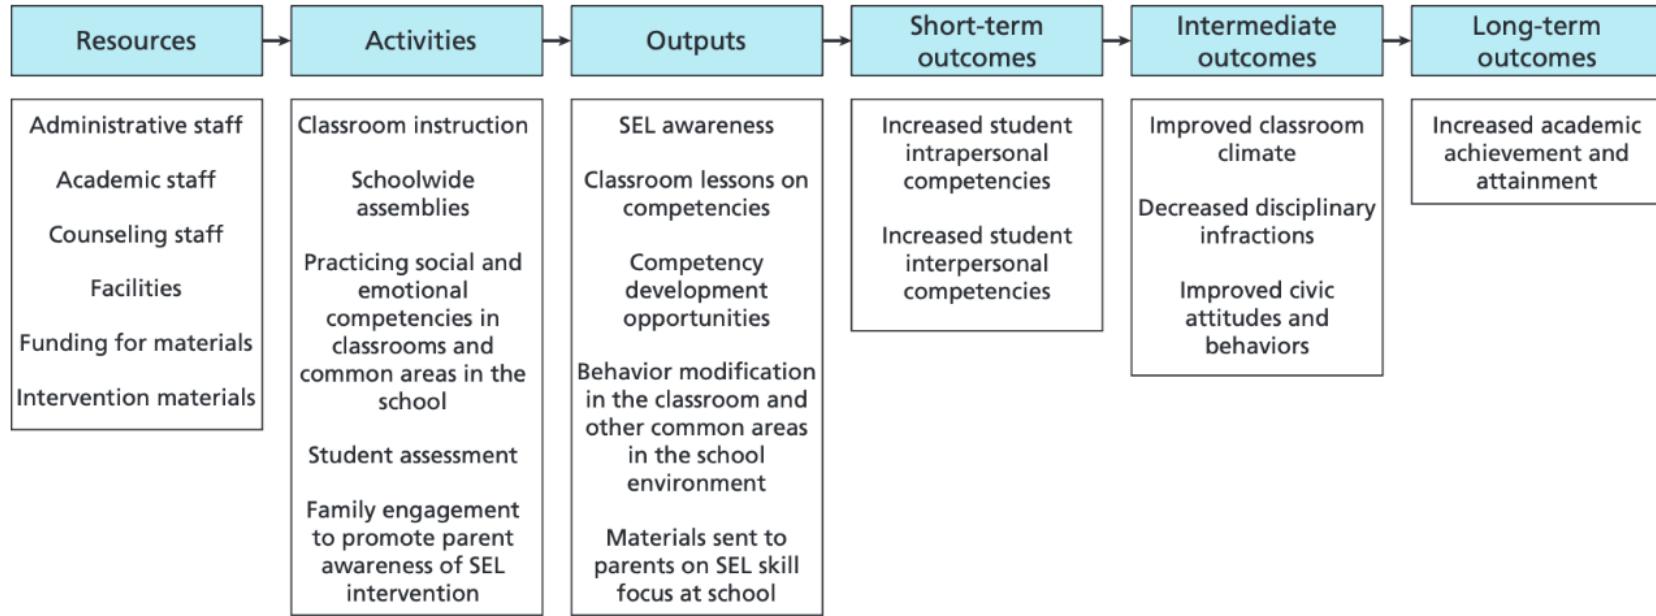 Resources
Activities
Outputs
Short-term
outcomes
Intermediate
outcomes
Long-term
outcomes
Administrative staff
Academic staff
Counseling staff
Facilities
Funding for materials
Intervention materials
Classroom instruction
Schoolwide
assemblies
Practicing social and
emotional
competencies in
classrooms and
common areas in the
school
Student assessment
Family engagement
to promote parent
awareness of SEL
intervention
SEL awareness
Classroom lessons on
competencies
Competency
development
opportunities
Behavior modification
in the classroom and
other common areas
in the school
environment
Materials sent to
parents on SEL skill
focus at school
Increased student
intrapersonal
competencies
Increased student
interpersonal
competencies
Improved classroom
climate
Decreased disciplinary
infractions
Improved civic
attitudes and
behaviors
Increased academic
achievement and
attainment